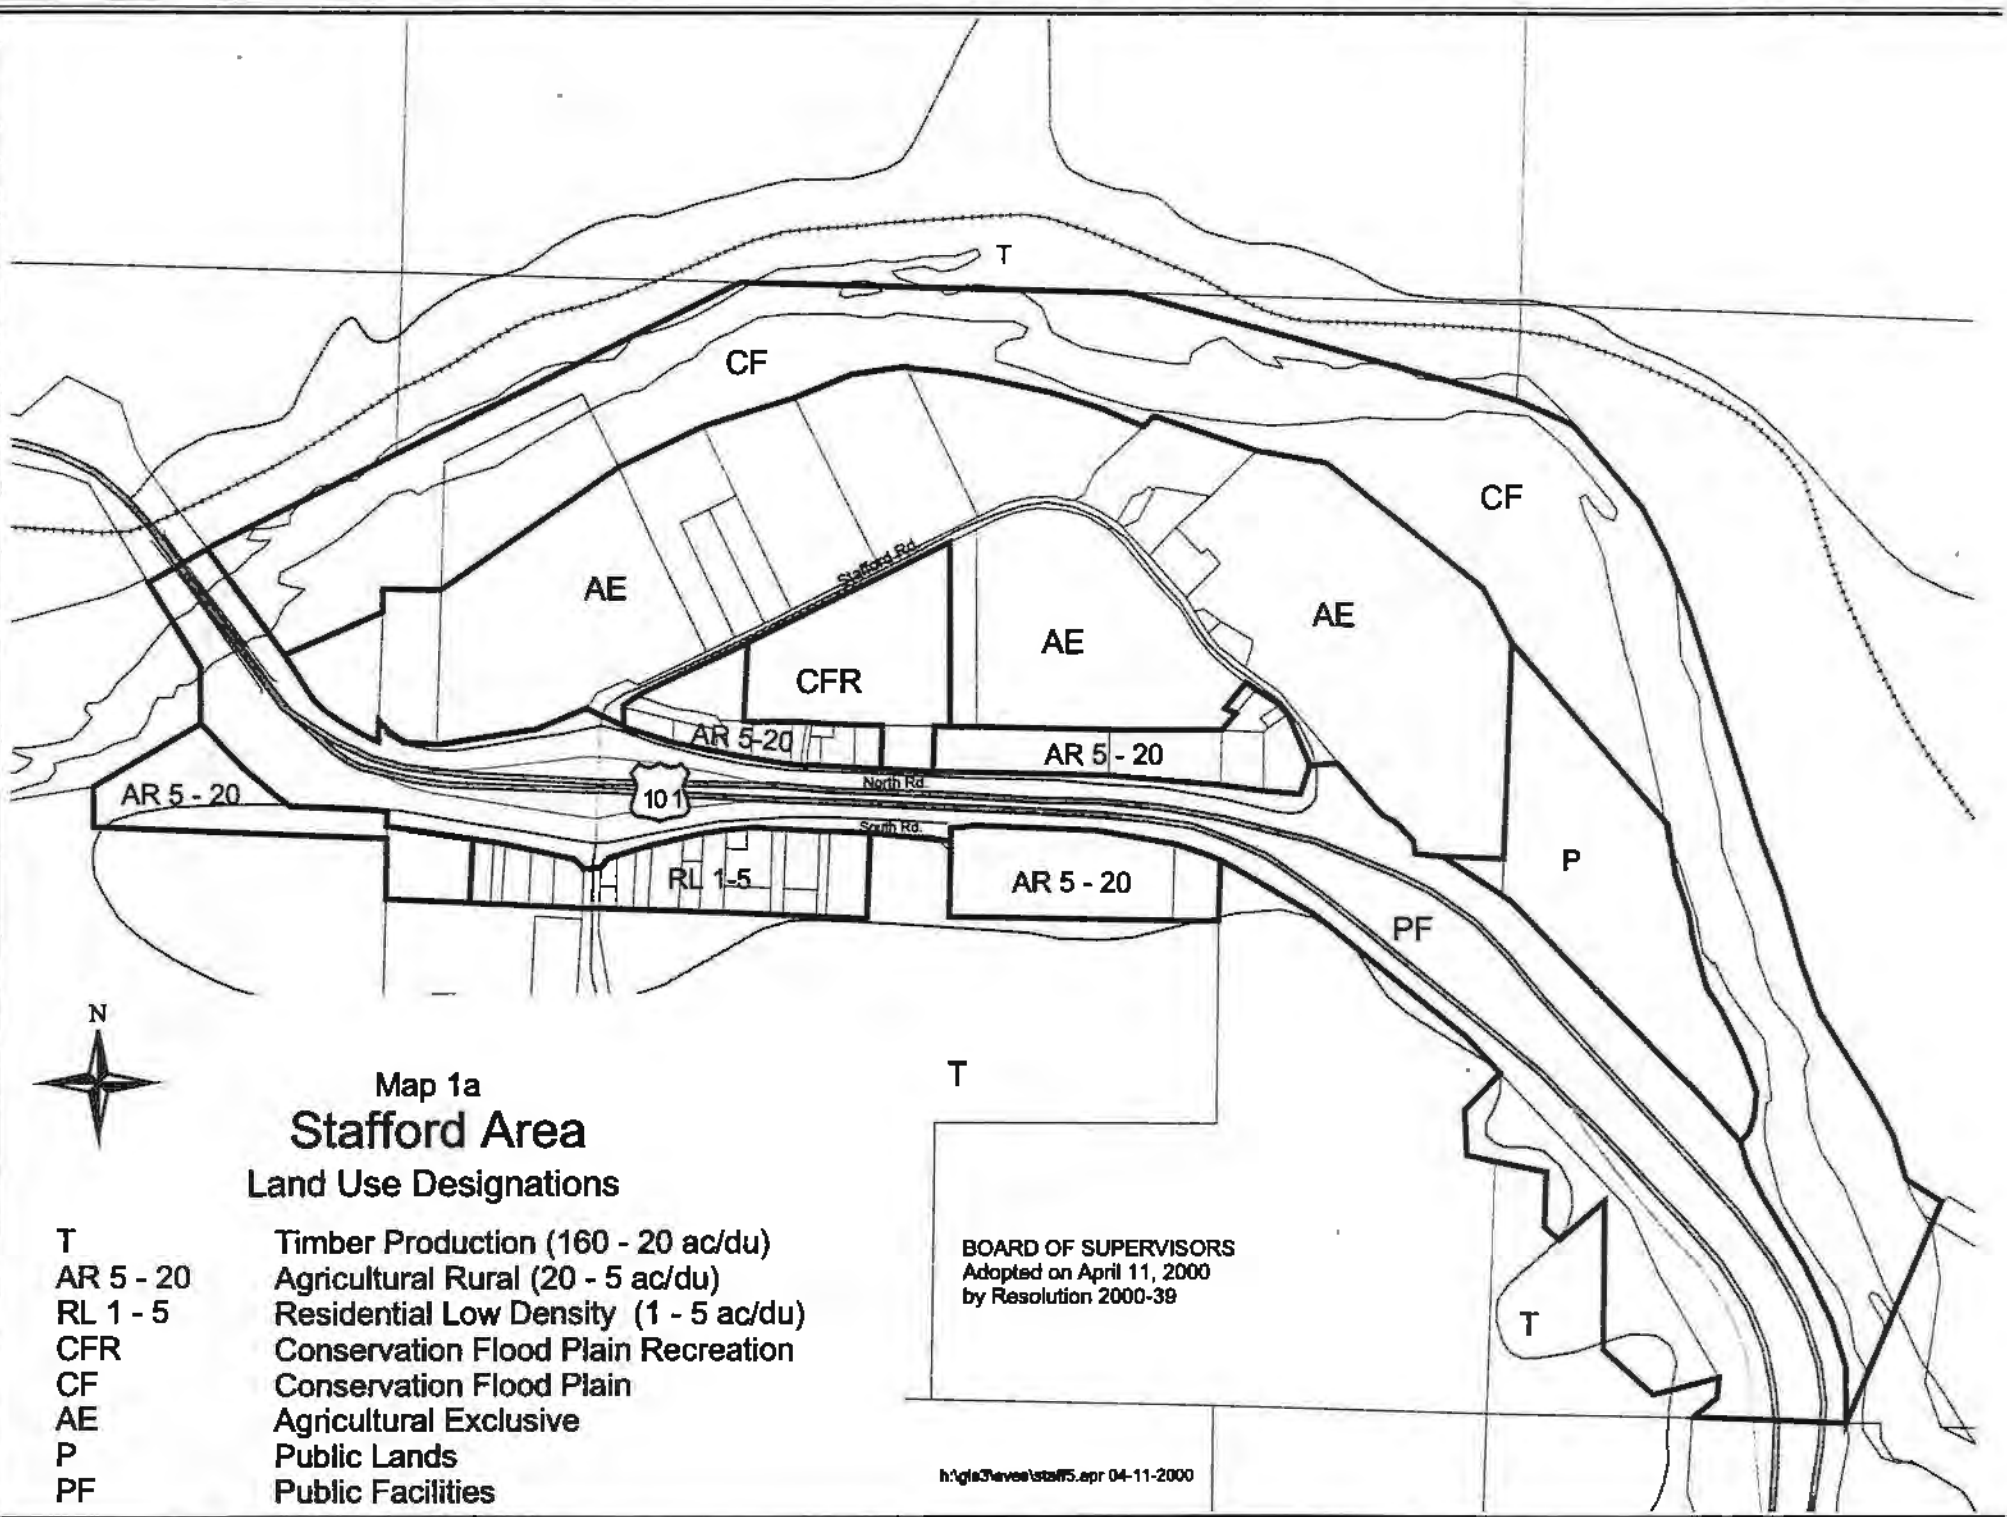 T
CF
CF
Stafford Rd.
AE
AE
AE
CFR
AR 5-20
AR 5 - 20
AR 5 - 20
North Rd.
101
South Rd.
RL 1-5
AR 5 - 20
P
PF
N
T
Map 1a
Stafford Area
Land Use Designations
T Timber Production (160 - 20 ac/du)
AR 5 - 20 Agricultural Rural (20 - 5 ac/du)
RL 1 - 5 Residential Low Density (1 - 5 ac/du)
CFR Conservation Flood Plain Recreation
CF Conservation Flood Plain
AE Agricultural Exclusive
P Public Lands
PF Public Facilities
BOARD OF SUPERVISORS
Adopted on April 11, 2000
by Resolution 2000-39
T
04-11-2000